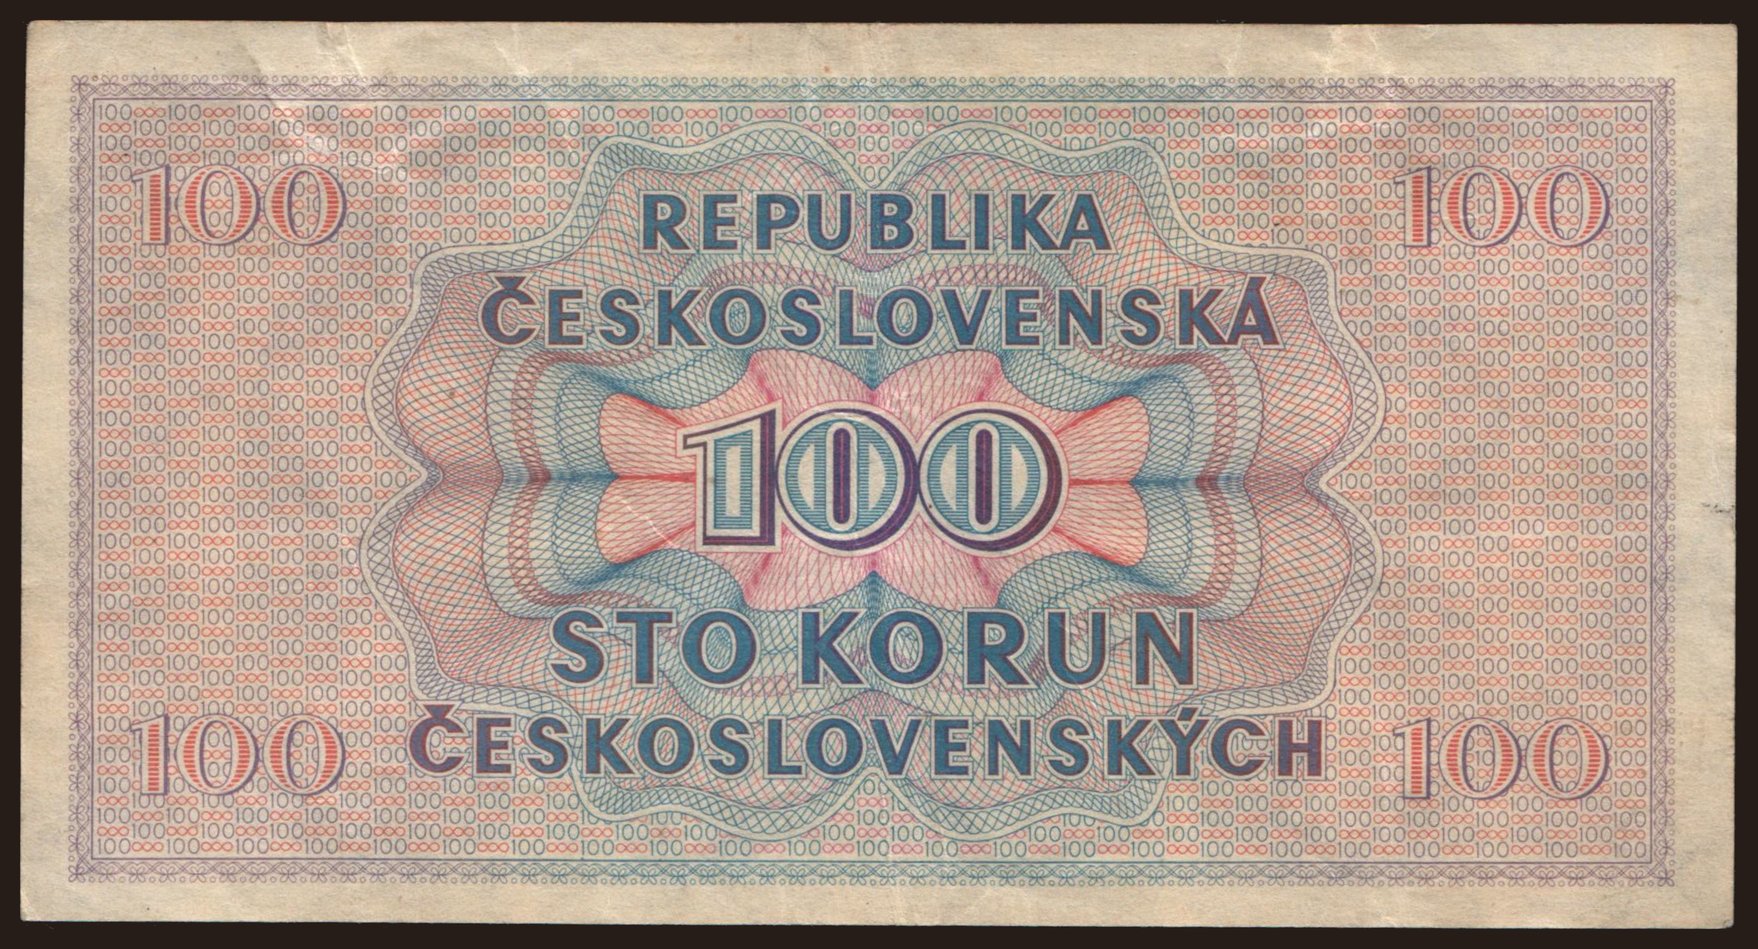 100 100
REPUBLIKA
ČESKOSLOVENSKÁ
100
STO KORUN
ČESKOSLOVENSKÝCH
100 100